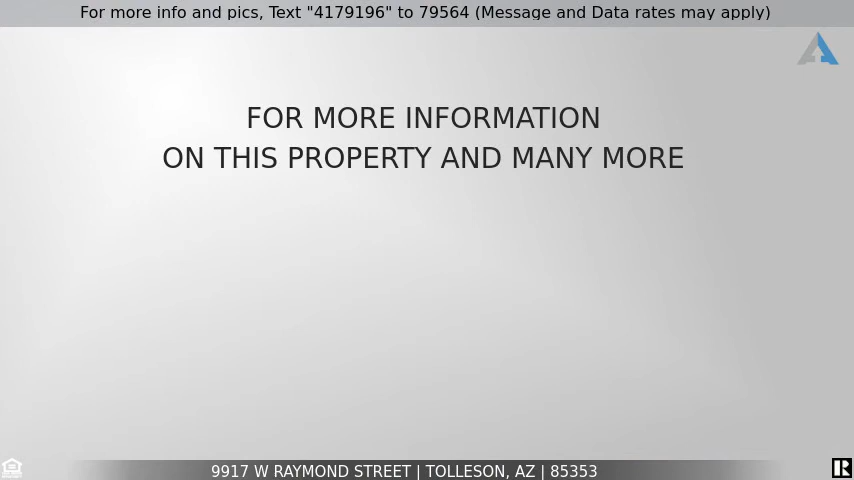 For more info and pics, Text "4179196" to 79564 (Message and Data rates may apply)
FOR MORE INFORMATION
ON THIS PROPERTY AND MANY MORE
9917 W RAYMOND STREET | TOLLESON, AZ | 85353